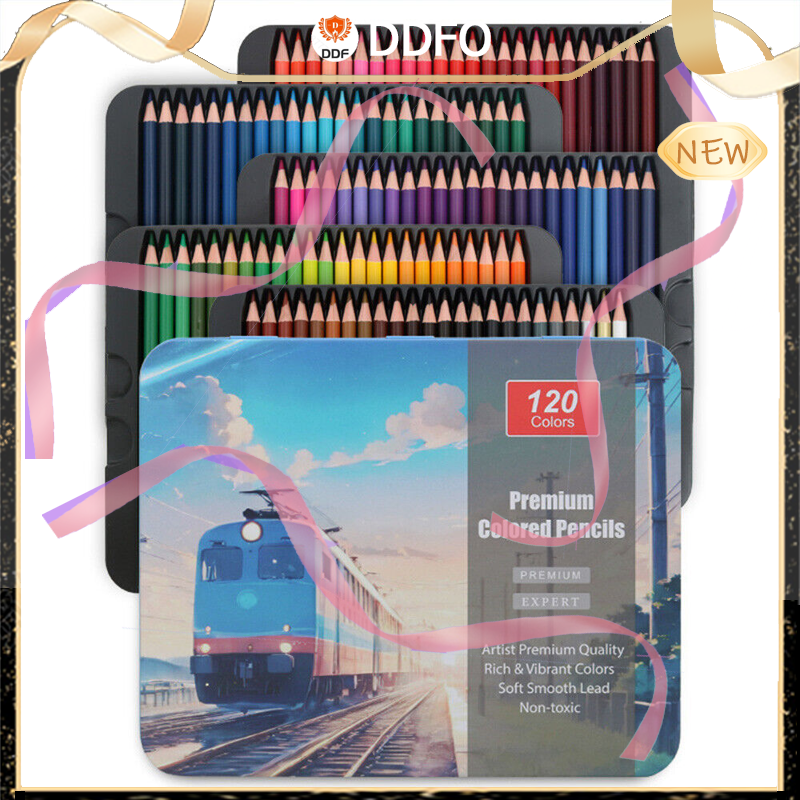 D
DDF
DDFO
NEW
120
Colors
Premium
Colored Pencils
PREMIUM
EXPERT
Artist Premium Quality
Rich & Vibrant Colors
Soft Smooth Lead
Non-toxic